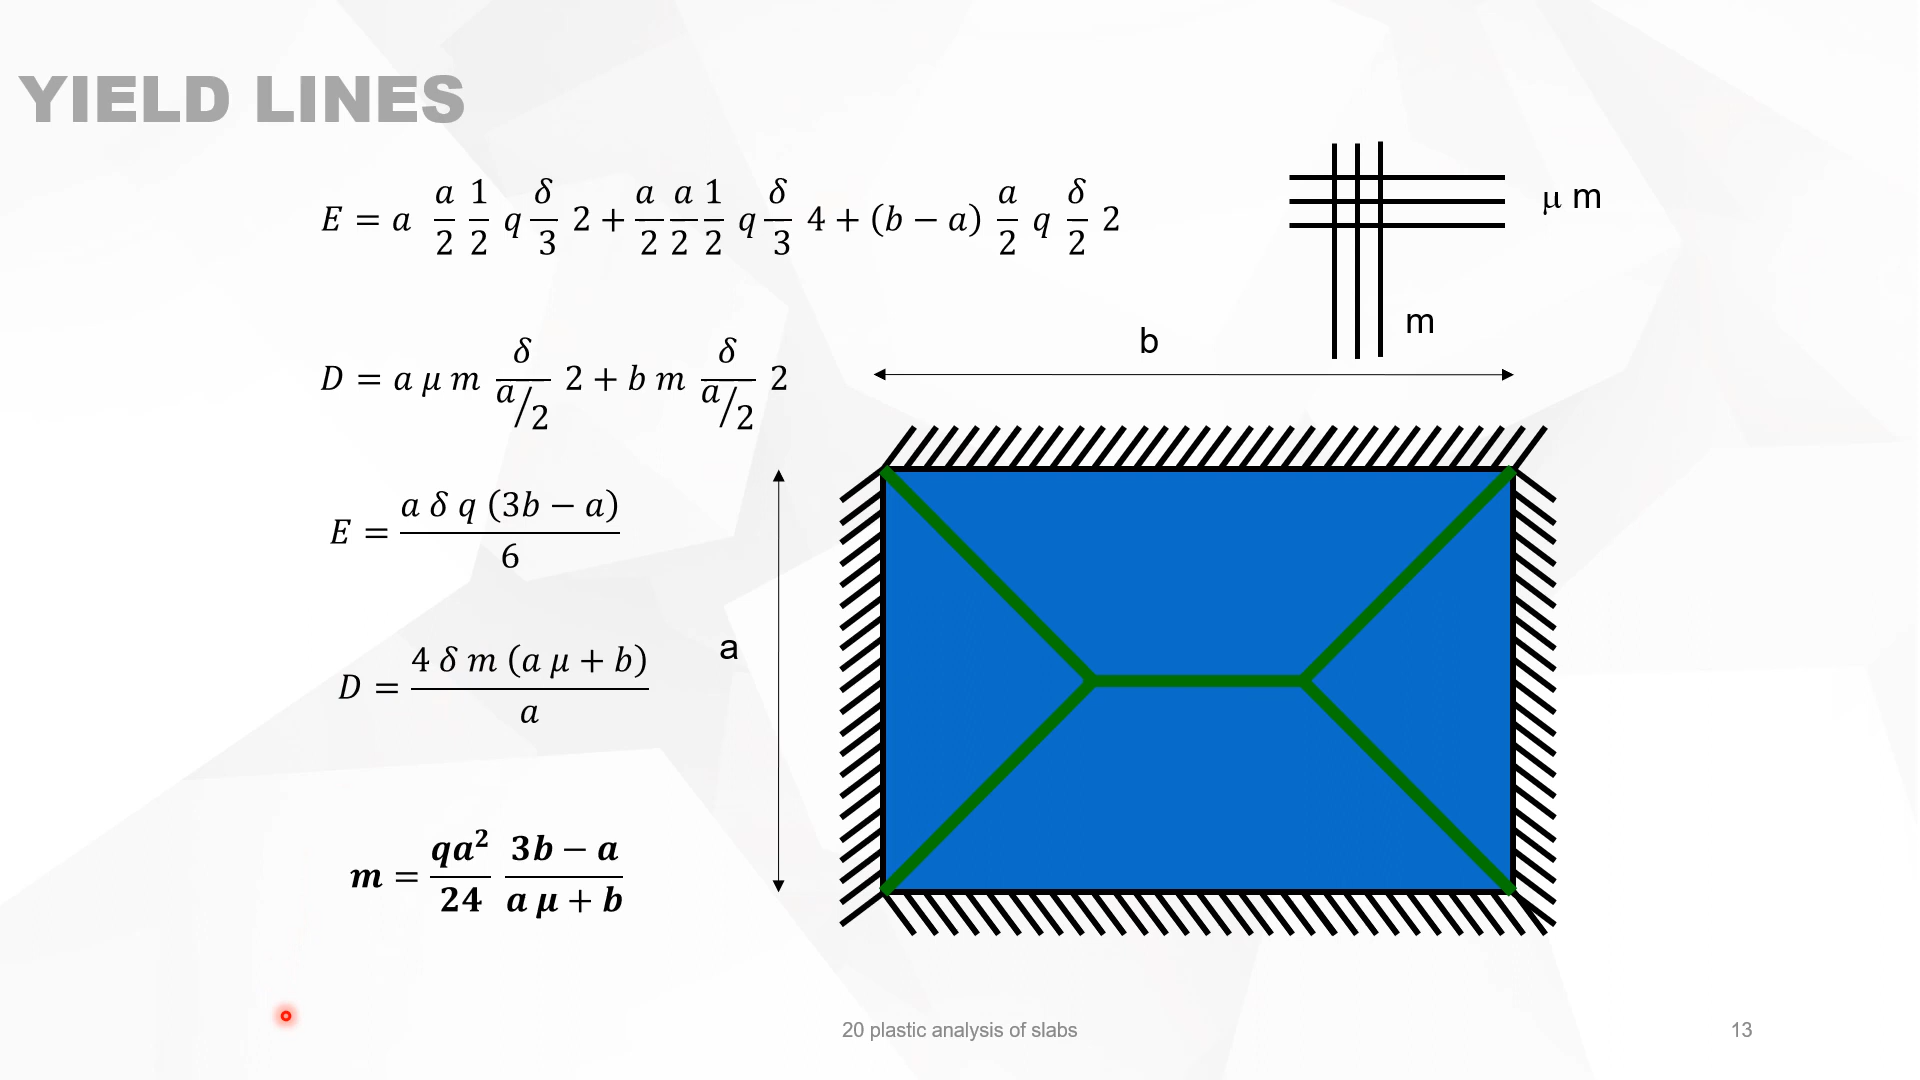 YIELD LINES
E = a a/2 1/2 q δ/3 2 + a/2 a/2 1/2 q δ/3 4 + (b − a) a/2 q δ/2 2
D = a μ m δ/(a/2) 2 + b m δ/(a/2) 2
E = a δ q (3b − a)/6
D = 4 δ m (a μ + b)/a
m = qa²/24 3b − a/a μ + b
μ m
m
b
a
20 plastic analysis of slabs
13